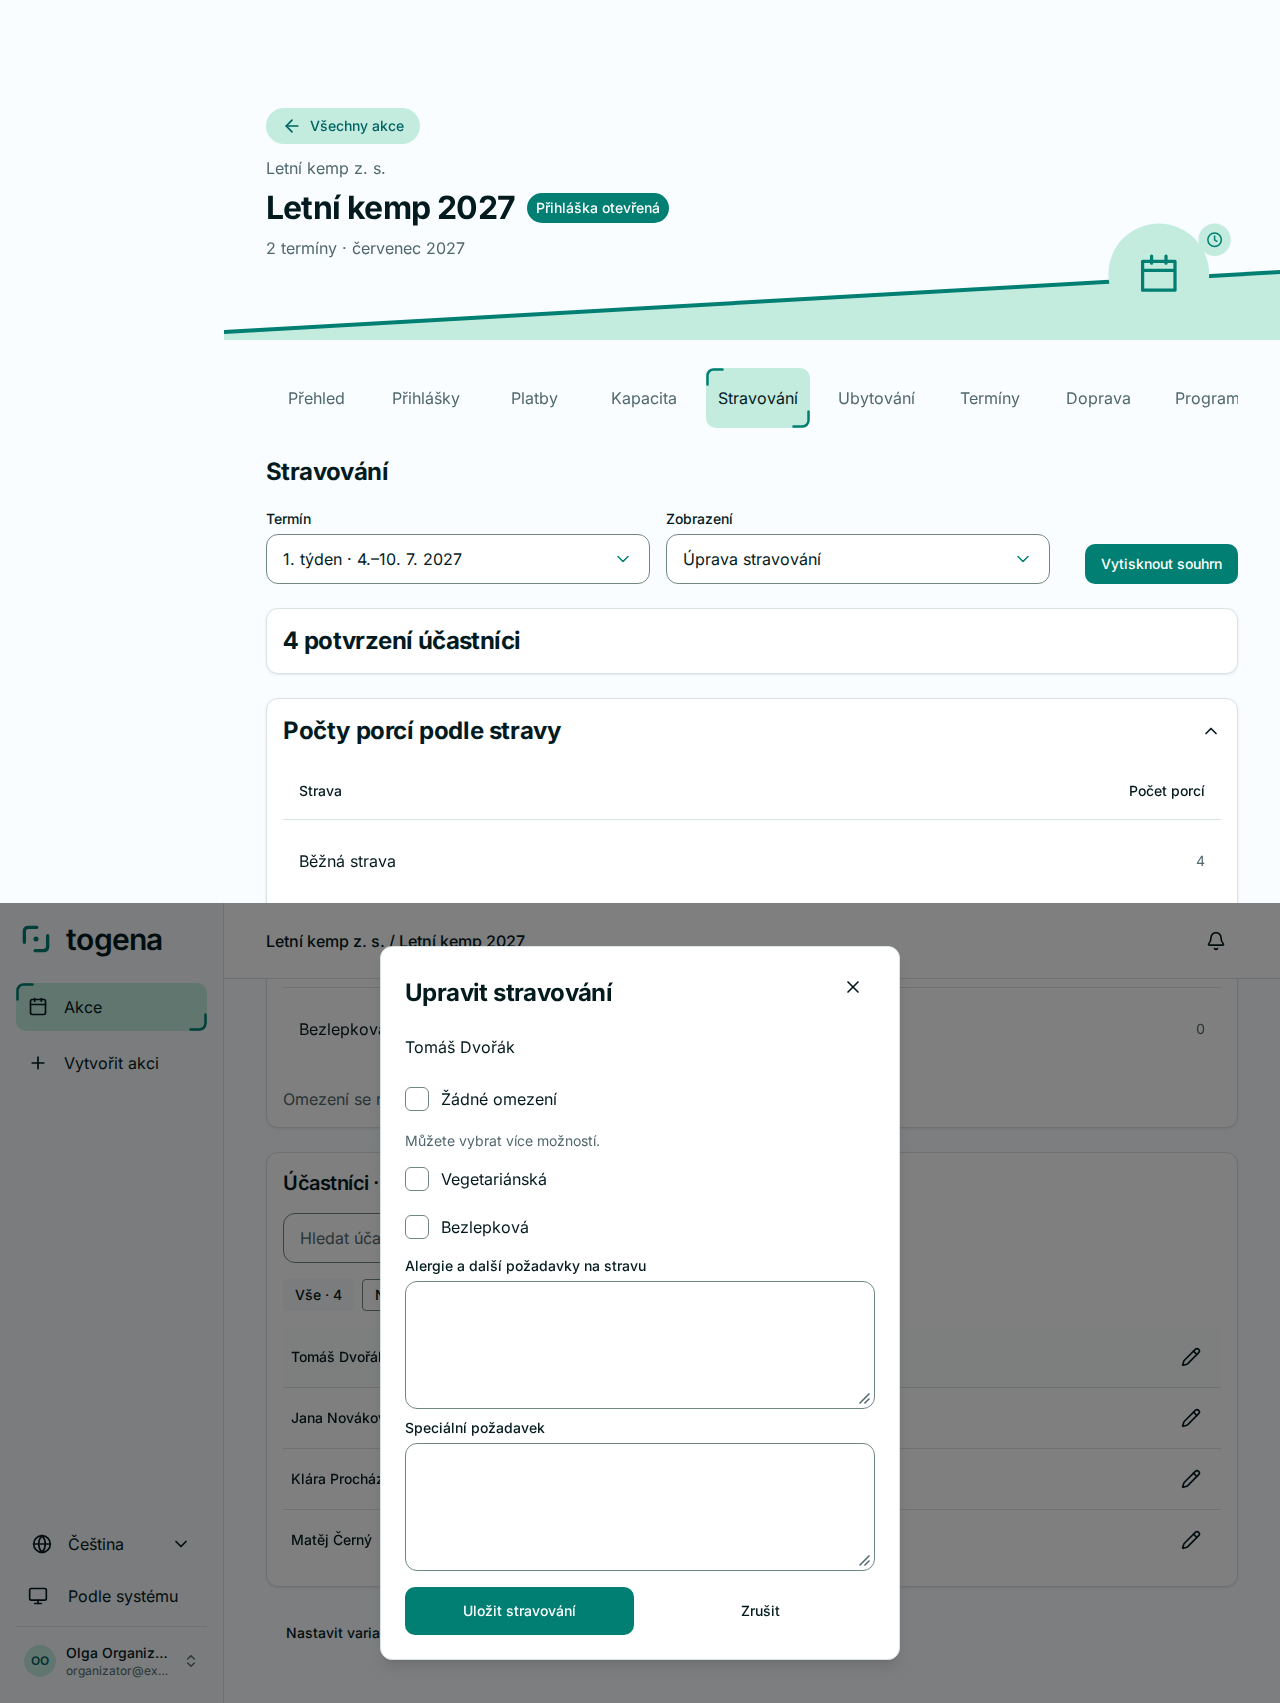 Všechny akce
Letní kemp z. s.
Letní kemp 2027
Přihláška otevřená
2 termíny · červenec 2027
Přehled
Přihlášky
Platby
Kapacita
Stravování
Ubytování
Termíny
Doprava
Program
Stravování
Termín
Zobrazení
1. týden · 4.–10. 7. 2027
Úprava stravování
Vytisknout souhrn
4 potvrzení účastníci
Počty porcí podle stravy
Strava
Počet porcí
Běžná strava
4
togena
Letní kemp z. s. / Letní kemp 2027
Akce
Vytvořit akci
Bezlepková
0
Omezení se
Účastníci ·
Hledat úča
Vše · 4
Tomáš Dvořák
Jana Novákov
Klára Procház
Matěj Černý
Nastavit varia
Upravit stravování
Tomáš Dvořák
Žádné omezení
Můžete vybrat více možností.
Vegetariánská
Bezlepková
Alergie a další požadavky na stravu
Speciální požadavek
Uložit stravování
Zrušit
Čeština
Podle systému
OO
Olga Organiz...
organizator@ex...